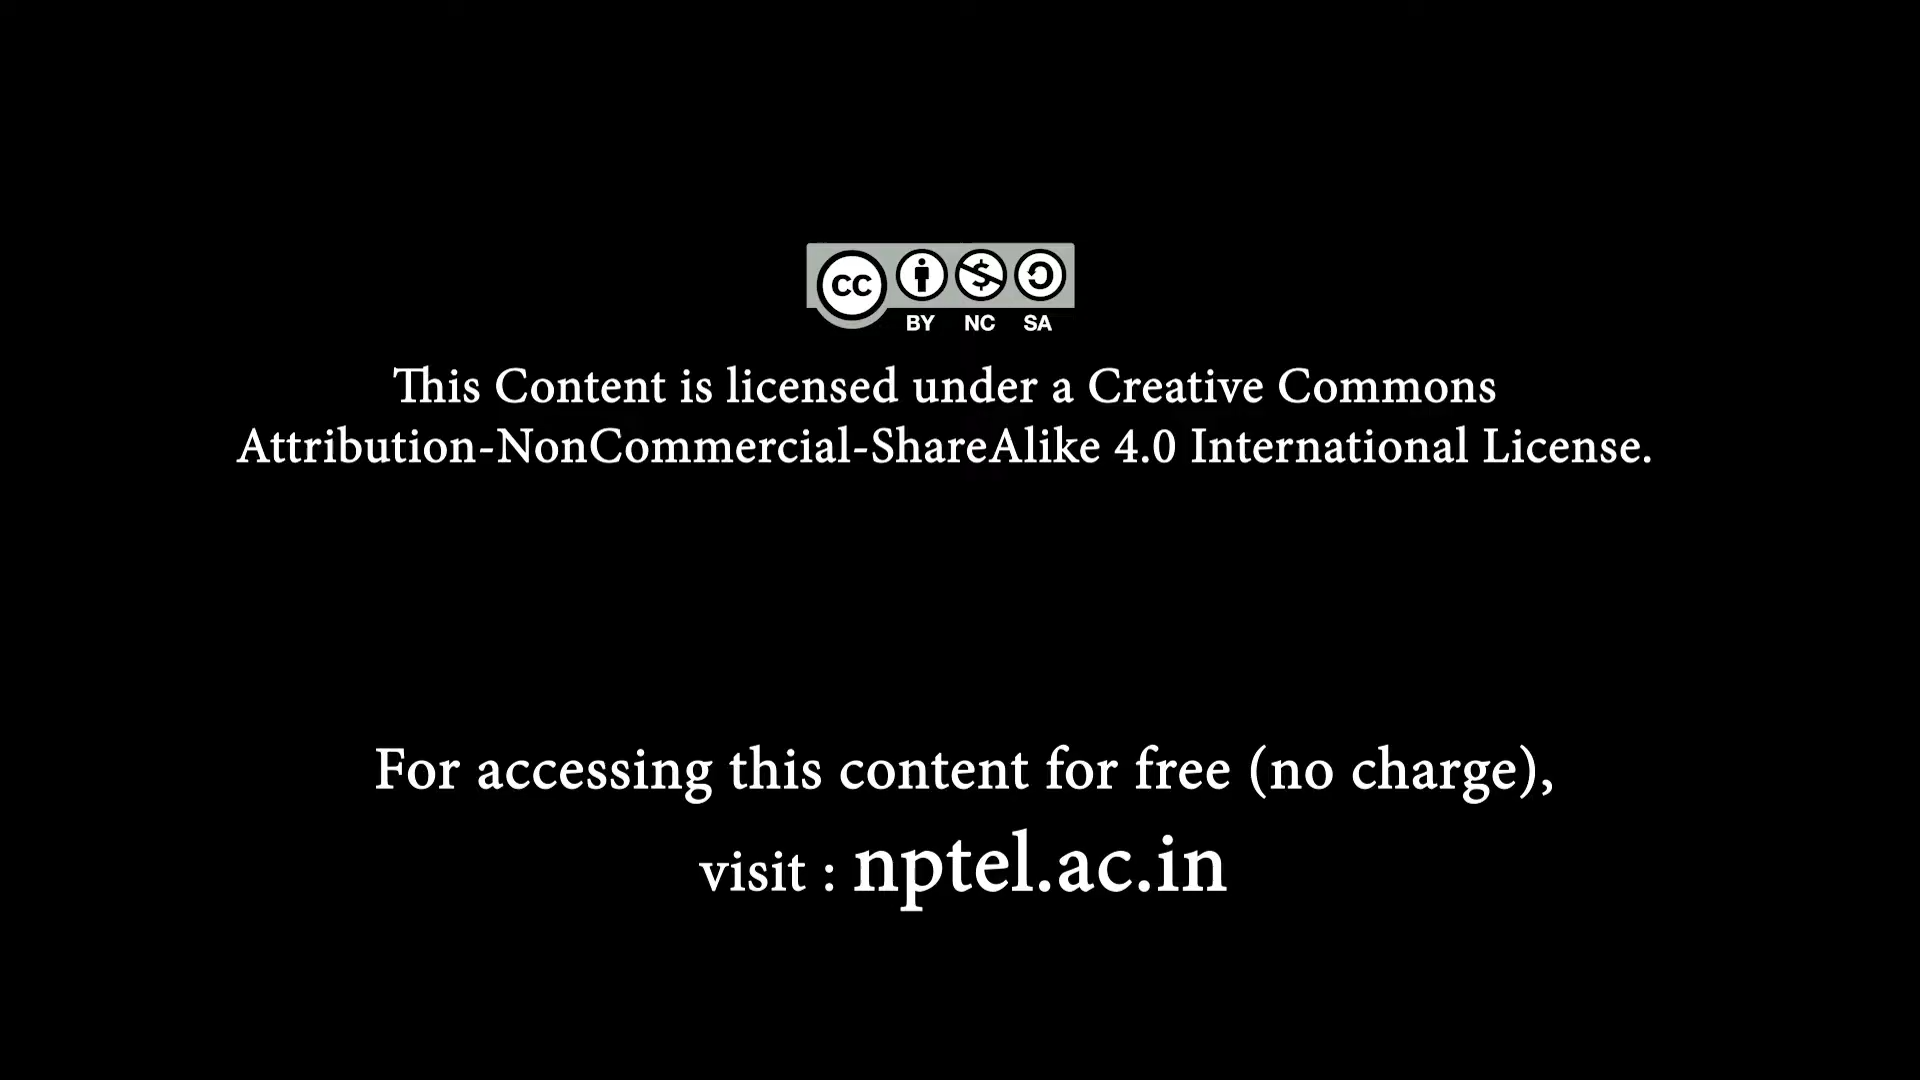 cc
BY NC SA
This Content is licensed under a Creative Commons
Attribution-NonCommercial-ShareAlike 4.0 International License.
For accessing this content for free (no charge),
visit : nptel.ac.in